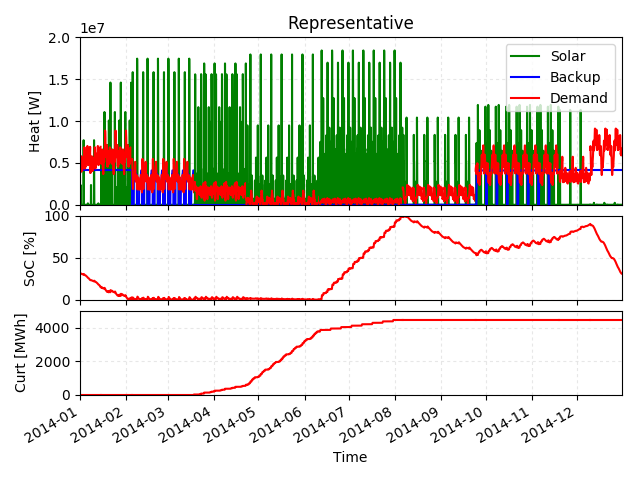 Representative
1e7
2.0
1.5
1.0
0.5
0.0
Heat [W]
Solar
Backup
Demand
100
50
0
SoC [%]
4000
2000
0
Curt [MWh]
2014-01
2014-02
2014-03
2014-04
2014-05
2014-06
2014-07
2014-08
2014-09
2014-10
2014-11
2014-12
Time